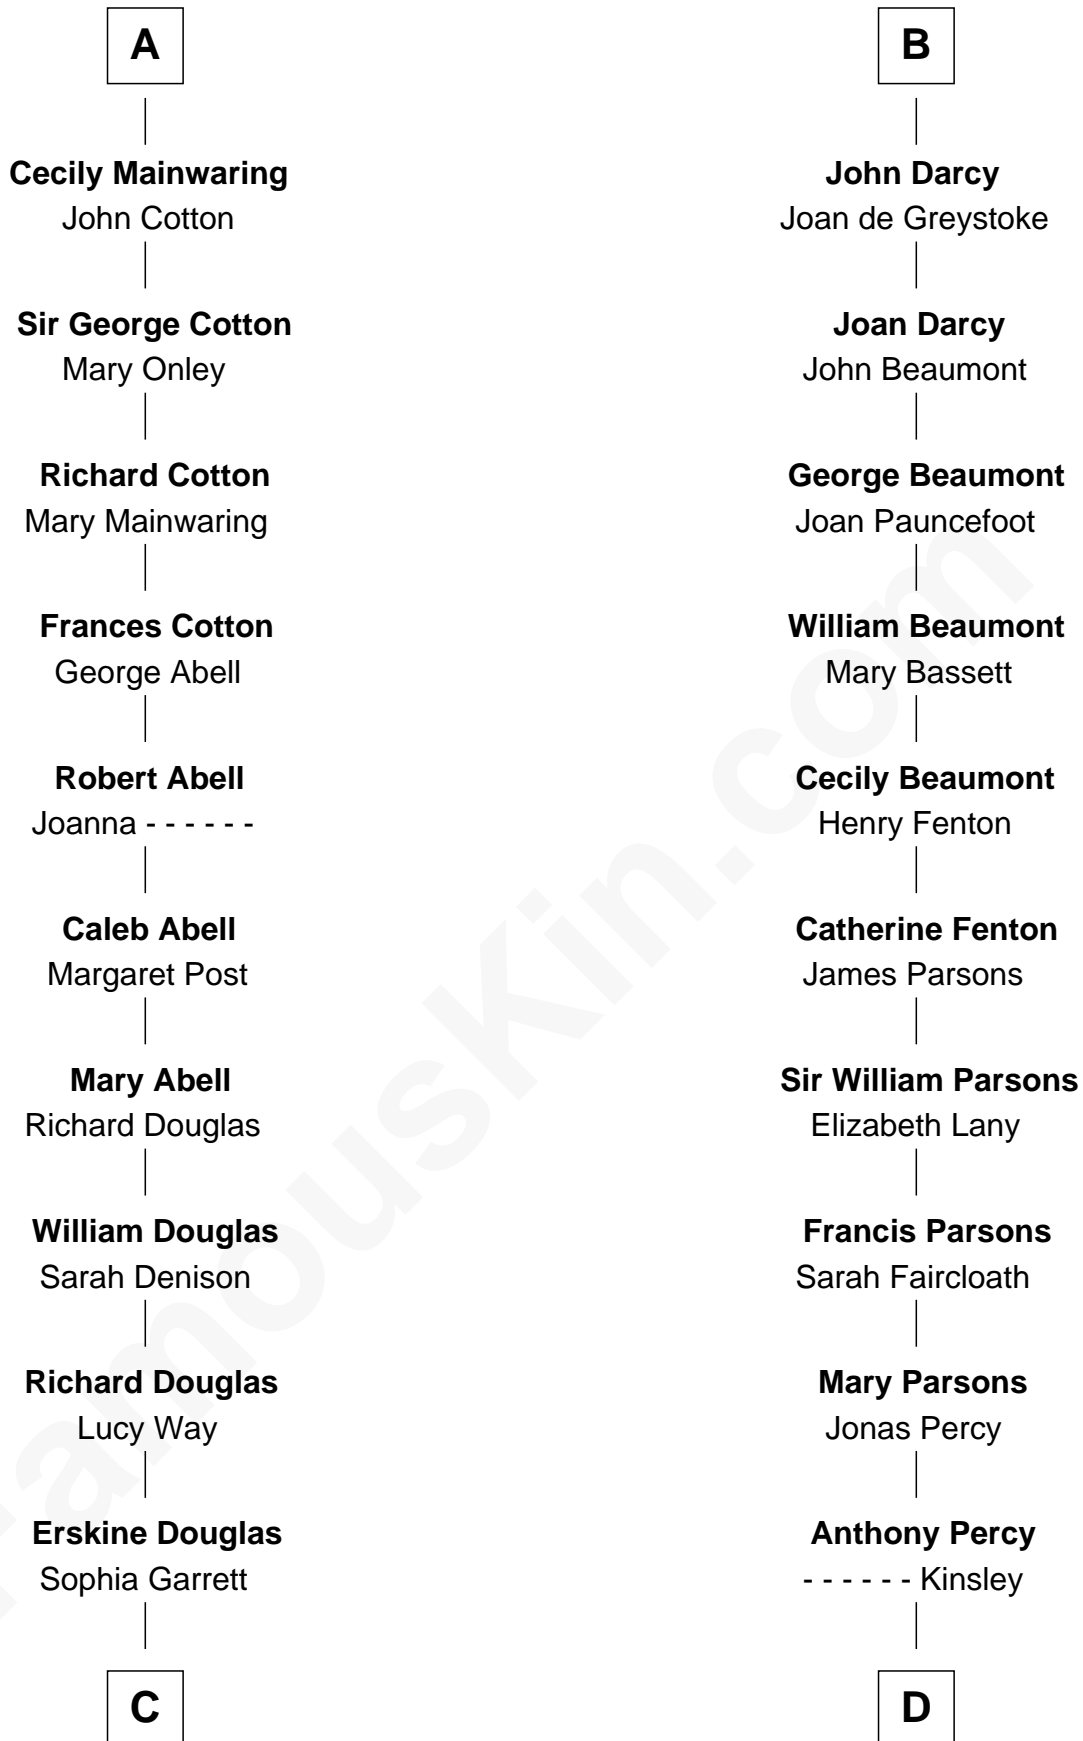 A
Cecily Mainwaring
John Cotton
Sir George Cotton
Mary Onley
Richard Cotton
Mary Mainwaring
Frances Cotton
George Abell
Robert Abell
Joanna - - - - - -
Caleb Abell
Margaret Post
Mary Abell
Richard Douglas
William Douglas
Sarah Denison
Richard Douglas
Lucy Way
Erskine Douglas
Sophia Garrett
C
B
John Darcy
Joan de Greystoke
Joan Darcy
John Beaumont
George Beaumont
Joan Pauncefoot
William Beaumont
Mary Bassett
Cecily Beaumont
Henry Fenton
Catherine Fenton
James Parsons
Sir William Parsons
Elizabeth Lany
Francis Parsons
Sarah Faircloath
Mary Parsons
Jonas Percy
Anthony Percy
- - - - - - Kinsley
D
FamousKin.com